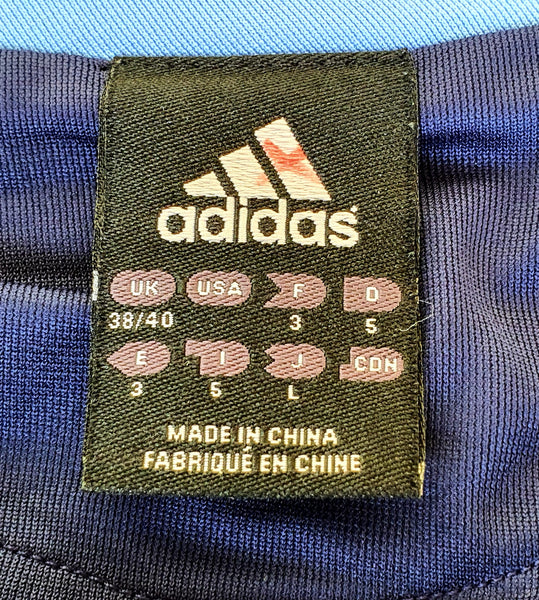 adidas
UK USA F D
38/40 3 5
E I J CDN
3 5 L
MADE IN CHINA
FABRIQUÉ EN CHINE